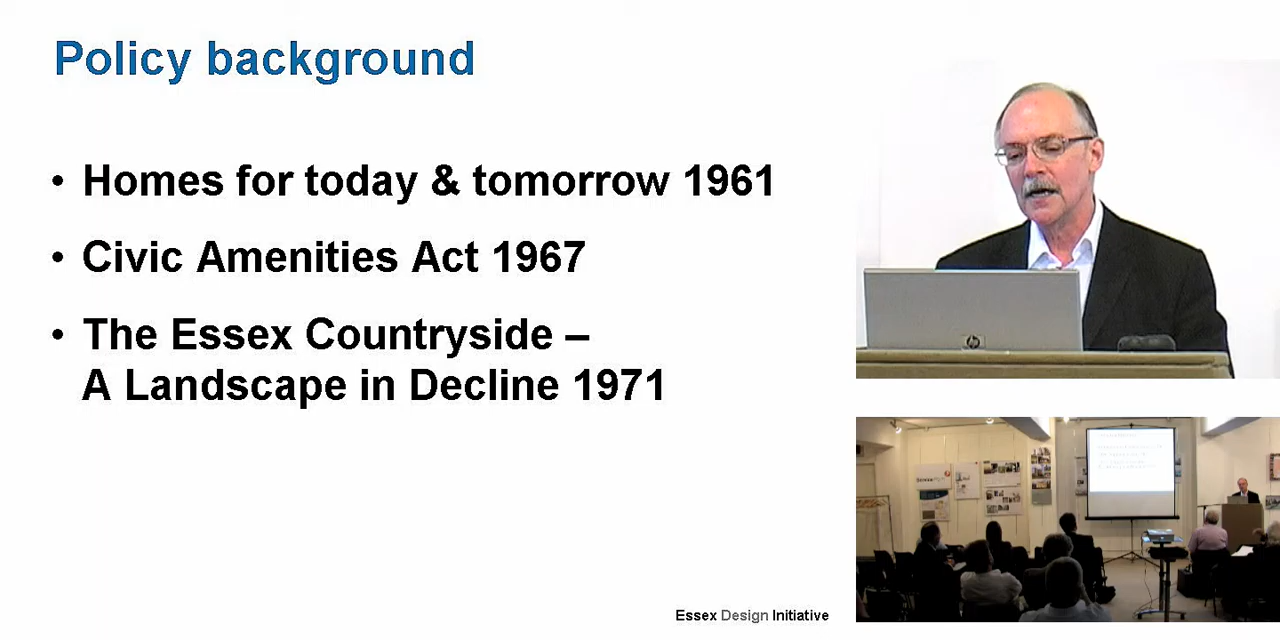 Policy background
• Homes for today & tomorrow 1961
• Civic Amenities Act 1967
• The Essex Countryside –
A Landscape in Decline 1971
Essex Design Initiative
hp